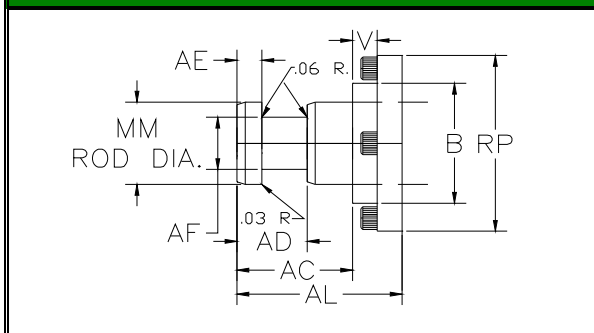 V
AE
.06 R.
MM
ROD DIA.
B
RP
.03 R
AF
AD
AC
AL